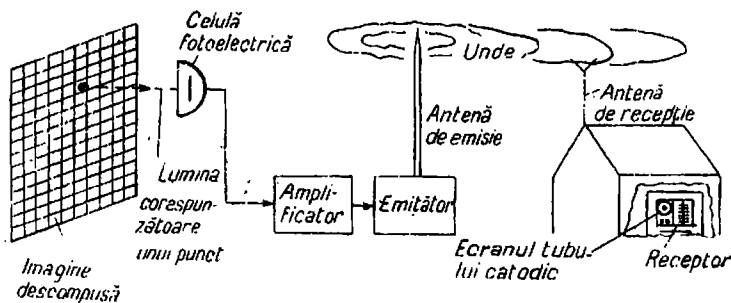 Celulă
fotoelectrică
Unde
Antenă
de emisie
Antenă
de recepție
Lumina
corespun-
zătoare
unui punct
Ampli-
ficator
Emițător
Imagine
descompusă
Ecranul tubu-
lui catodic
Receptor